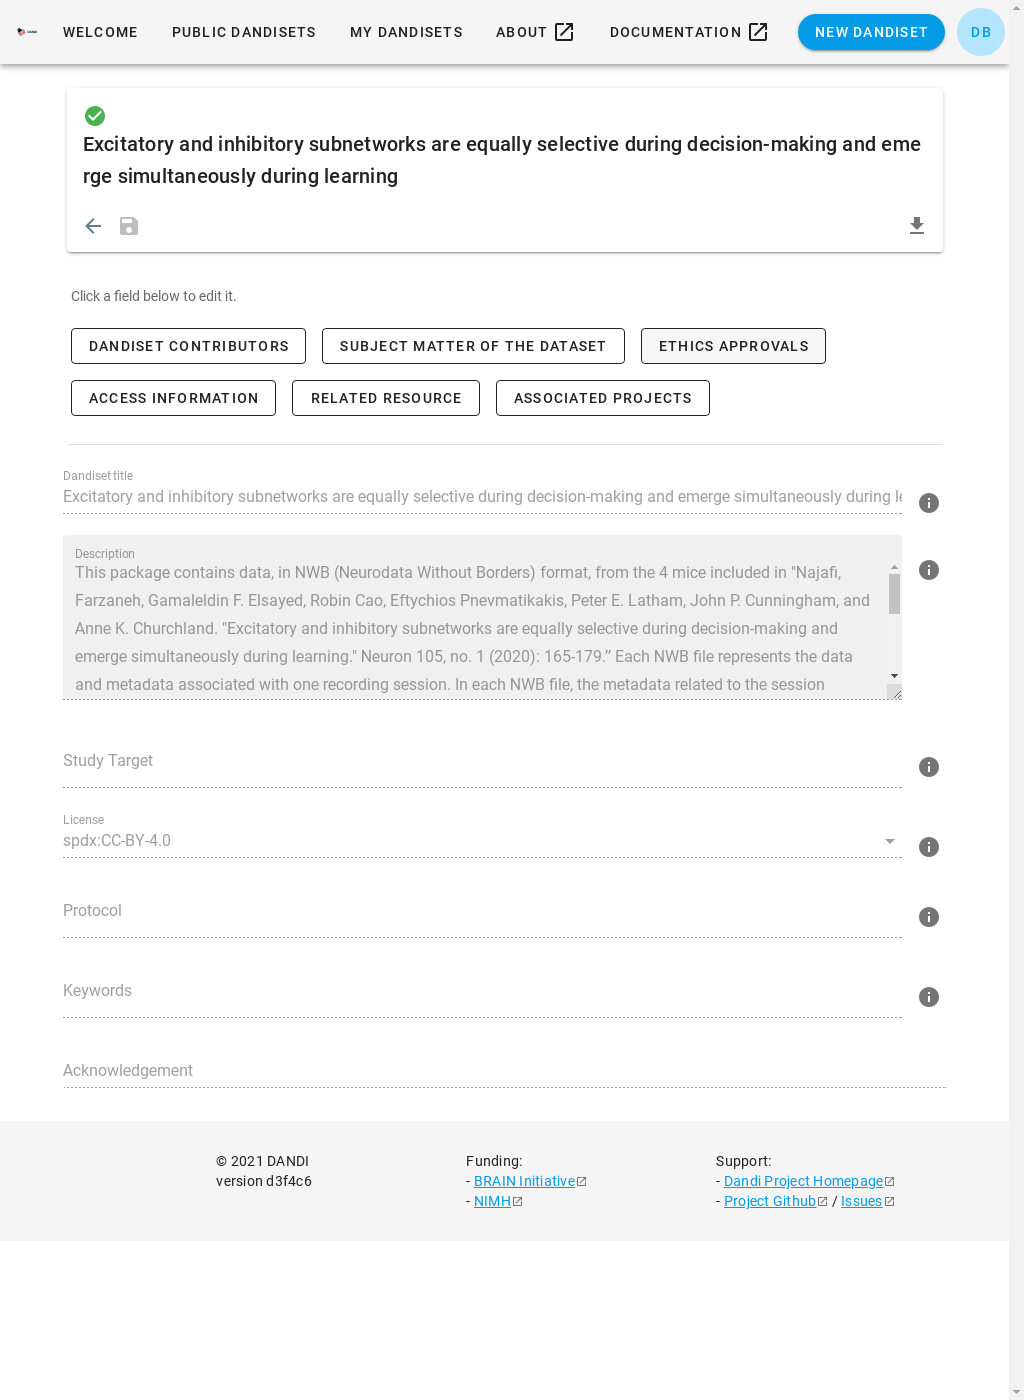 WELCOME PUBLIC DANDISETS MY DANDISETS ABOUT DOCUMENTATION NEW DANDISET DB
Excitatory and inhibitory subnetworks are equally selective during decision-making and eme
rge simultaneously during learning
Click a field below to edit it.
DANDISET CONTRIBUTORS SUBJECT MATTER OF THE DATASET ETHICS APPROVALS
ACCESS INFORMATION RELATED RESOURCE ASSOCIATED PROJECTS
Dandiset title
Excitatory and inhibitory subnetworks are equally selective during decision-making and emerge simultaneously during le
Description
This package contains data, in NWB (Neurodata Without Borders) format, from the 4 mice included in "Najafi,
Farzaneh, Gamaleldin F. Elsayed, Robin Cao, Eftychios Pnevmatikakis, Peter E. Latham, John P. Cunningham, and
Anne K. Churchland. "Excitatory and inhibitory subnetworks are equally selective during decision-making and
emerge simultaneously during learning." Neuron 105, no. 1 (2020): 165-179.” Each NWB file represents the data
and metadata associated with one recording session. In each NWB file, the metadata related to the session
Study Target
License
spdx:CC-BY-4.0
Protocol
Keywords
Acknowledgement
© 2021 DANDI
version d3f4c6
Funding:
- BRAIN Initiative
- NIMH
Support:
- Dandi Project Homepage
- Project Github / Issues